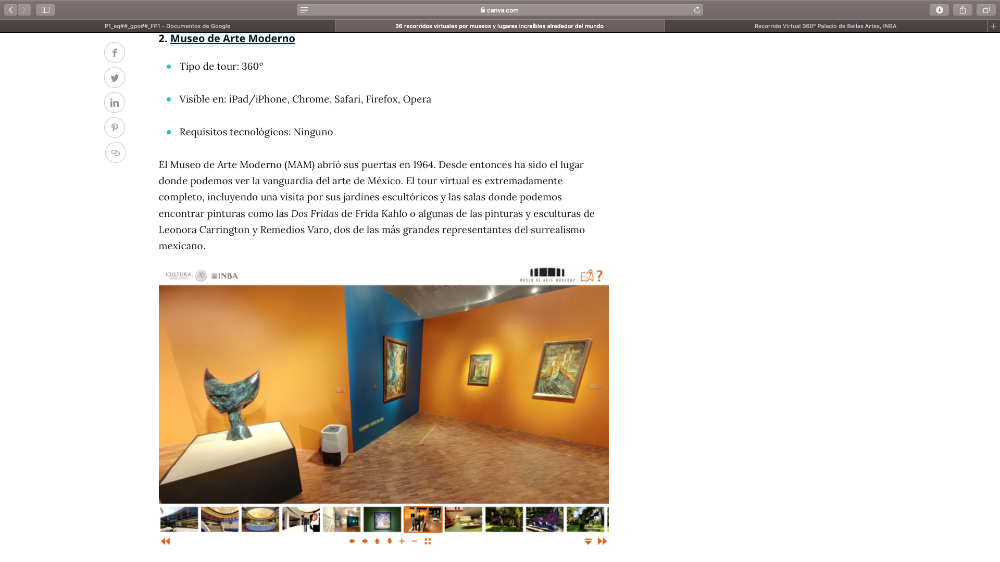 canva.com
P1_eq##_gpo##_FP1 - Documentos de Google
36 recorridos virtuales por museos y lugares increíbles alrededor del mundo
Recorrido Virtual 360º Palacio de Bellas Artes, INBA
2. Museo de Arte Moderno
Tipo de tour: 360º
Visible en: iPad/iPhone, Chrome, Safari, Firefox, Opera
Requisitos tecnológicos: Ninguno
El Museo de Arte Moderno (MAM) abrió sus puertas en 1964. Desde entonces ha sido el lugar
donde podemos ver la vanguardia del arte de México. El tour virtual es extremadamente
completo, incluyendo una visita por sus jardines escultóricos y las salas donde podemos
encontrar pinturas como las Dos Fridas de Frida Kahlo o algunas de las pinturas y esculturas de
Leonora Carrington y Remedios Varo, dos de las más grandes representantes del surrealismo
mexicano.
CULTURA
INBA
MUSEO DE ARTE MODERNO
?